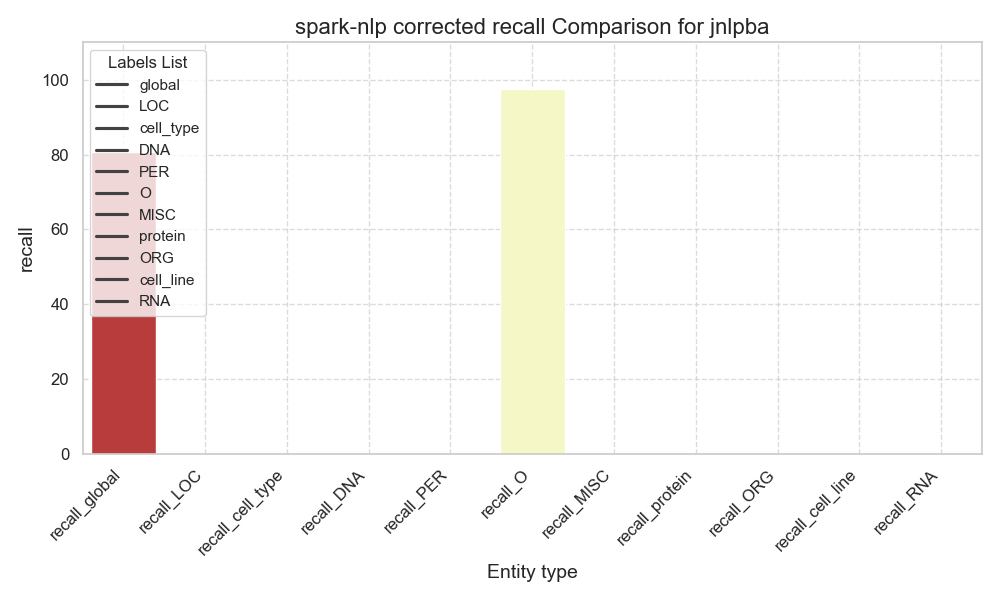 spark-nlp corrected recall Comparison for jnlpba
Labels List
global
LOC
cell_type
DNA
PER
O
MISC
protein
ORG
cell_line
RNA
100
80
60
40
20
0
recall
recall_global
recall_LOC
recall_cell_type
recall_DNA
recall_PER
recall_O
recall_MISC
recall_protein
recall_ORG
recall_cell_line
recall_RNA
Entity type